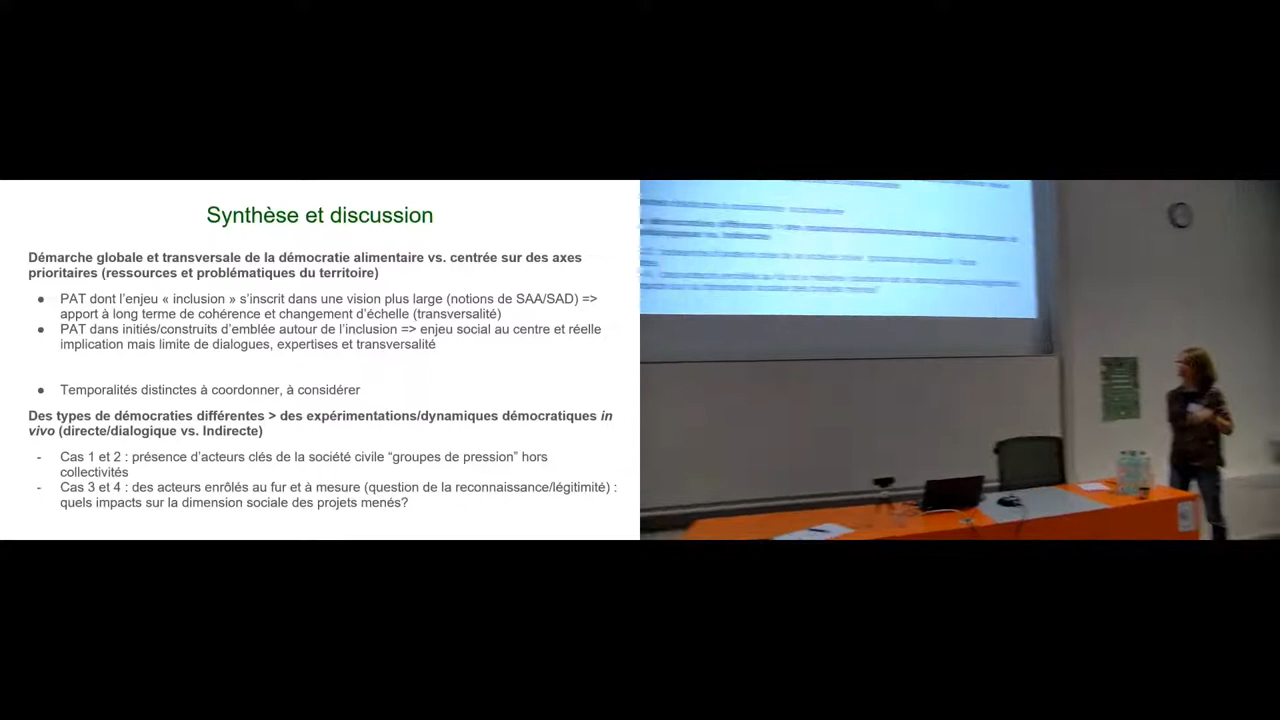 Synthèse et discussion
Démarche globale et transversale de la démocratie alimentaire vs. centrée sur des axes
prioritaires (ressources et problématiques du territoire)
● PAT dont l'enjeu « inclusion » s'inscrit dans une vision plus large (notions de SAA/SAD) =>
apport à long terme de cohérence et changement d'échelle (transversalité)
● PAT dans initiés/construits d'emblée autour de l'inclusion => enjeu social au centre et réelle
implication mais limite de dialogues, expertises et transversalité
● Temporalités distinctes à coordonner, à considérer
Des types de démocraties différentes > des expérimentations/dynamiques démocratiques in
vivo (directe/dialogique vs. Indirecte)
- Cas 1 et 2 : présence d'acteurs clés de la société civile “groupes de pression” hors
collectivités
- Cas 3 et 4 : des acteurs enrôlés au fur et à mesure (question de la reconnaissance/légitimité) :
quels impacts sur la dimension sociale des projets menés?